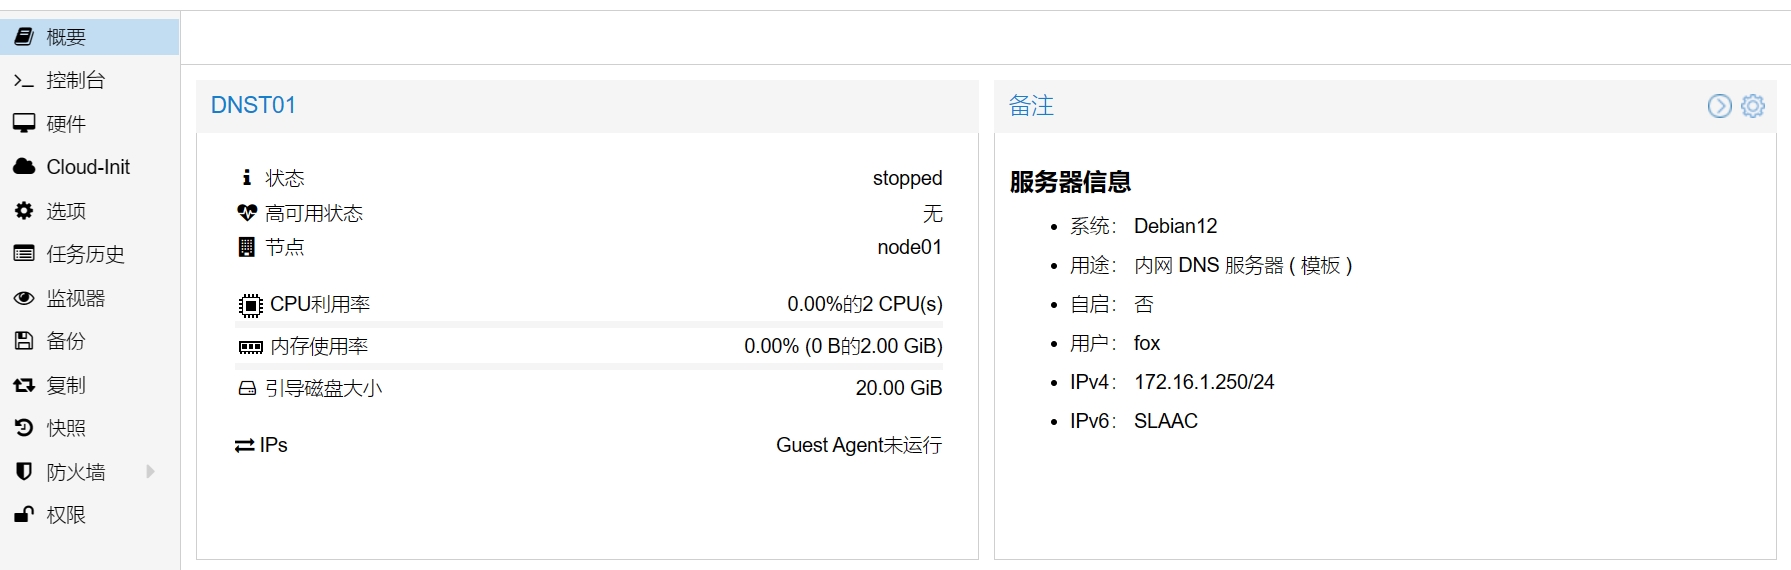 概要
控制台
硬件
Cloud-Init
选项
任务历史
监视器
备份
复制
快照
防火墙
权限
DNST01
状态 stopped
高可用状态 无
节点 node01
CPU利用率 0.00%的2 CPU(s)
内存使用率 0.00% (0 B的2.00 GiB)
引导磁盘大小 20.00 GiB
IPs Guest Agent未运行
备注
服务器信息
系统： Debian12
用途： 内网 DNS 服务器 ( 模板 )
自启： 否
用户： fox
IPv4： 172.16.1.250/24
IPv6： SLAAC